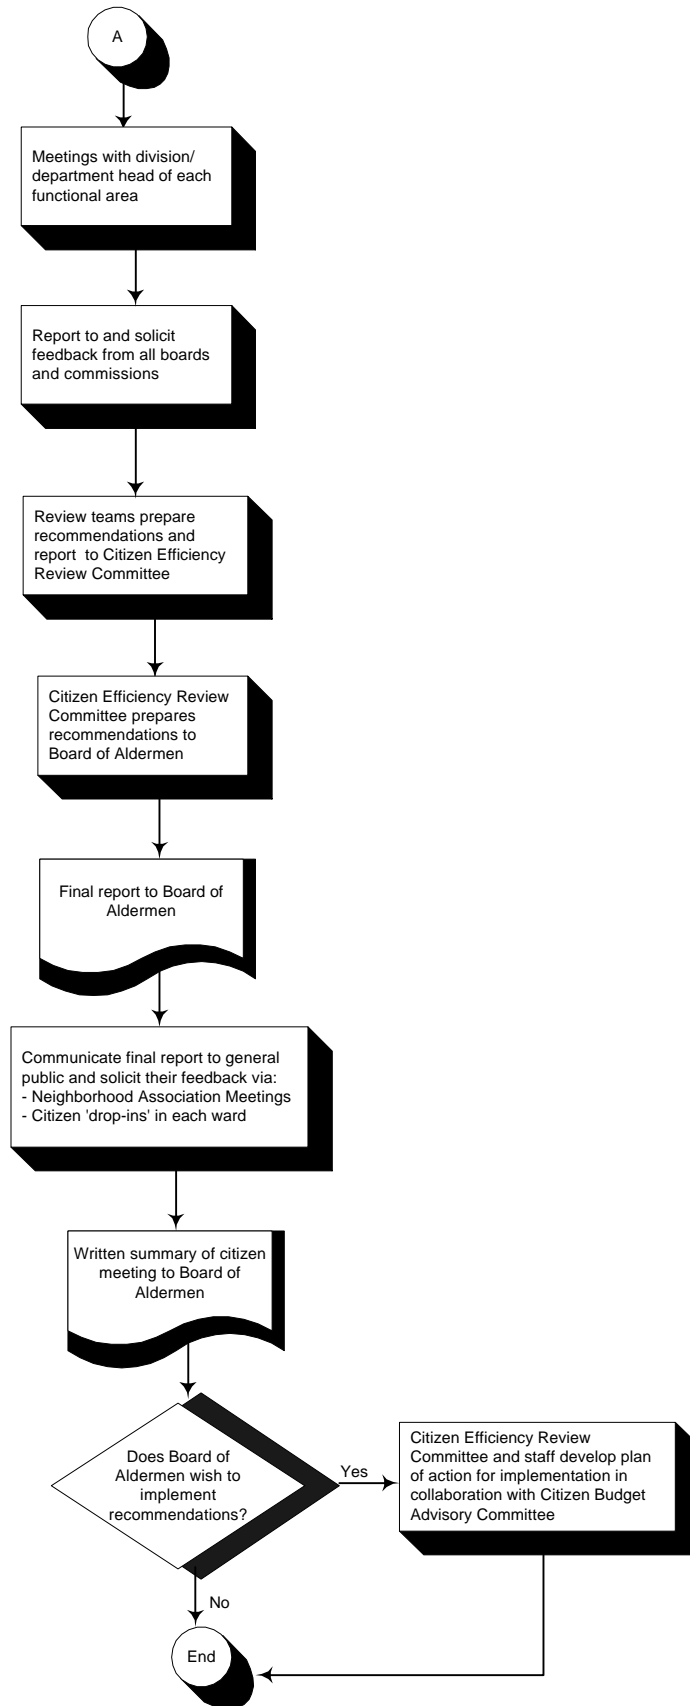 A
Meetings with division/
department head of each
functional area
Report to and solicit
feedback from all boards
and commissions
Review teams prepare
recommendations and
report  to Citizen Efficiency
Review Committee
Citizen Efficiency Review
Committee prepares
recommendations to
Board of Aldermen
Final report to Board of
Aldermen
Communicate final report to general
public and solicit their feedback via:
- Neighborhood Association Meetings
- Citizen 'drop-ins' in each ward
Written summary of citizen
meeting to Board of
Aldermen
Does Board of
Aldermen wish to
implement
recommendations?
Yes
Citizen Efficiency Review
Committee and staff develop plan
of action for implementation in
collaboration with Citizen Budget
Advisory Committee
No
End